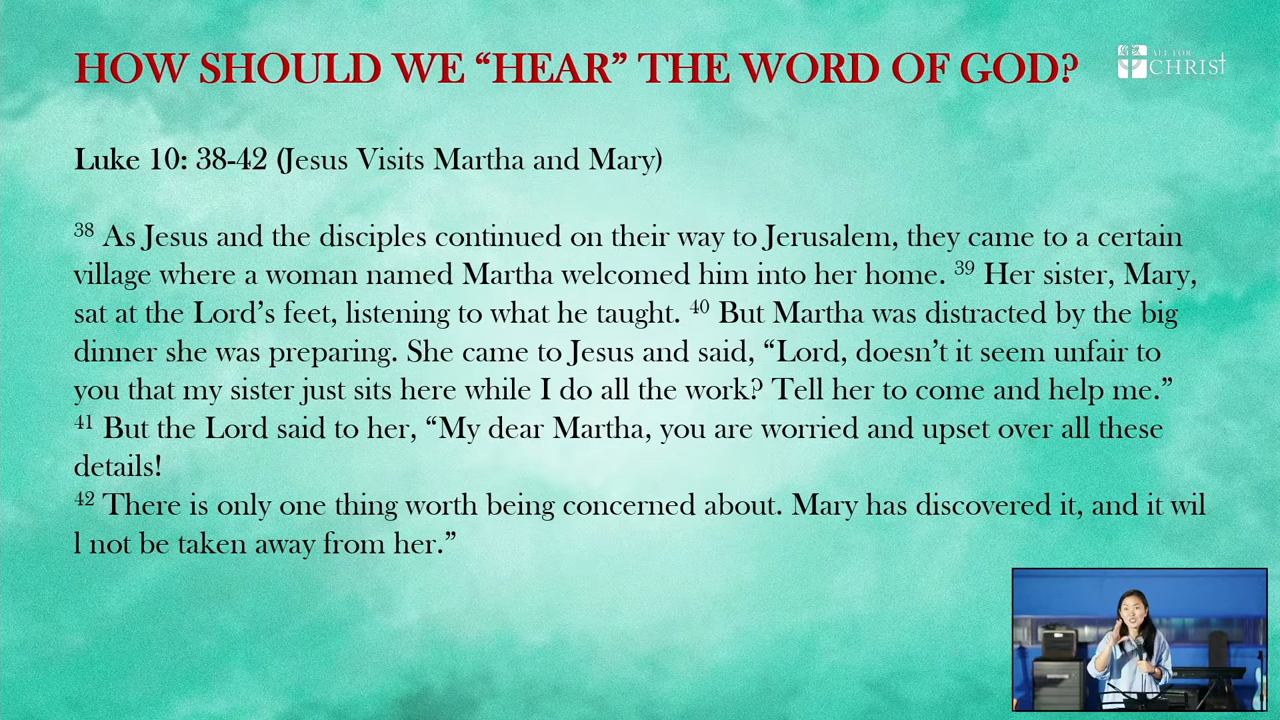 HOW SHOULD WE “HEAR” THE WORD OF GOD?
ALL FOR
CHRIST
Luke 10: 38-42 (Jesus Visits Martha and Mary)
38 As Jesus and the disciples continued on their way to Jerusalem, they came to a certain
village where a woman named Martha welcomed him into her home. 39 Her sister, Mary,
sat at the Lord’s feet, listening to what he taught. 40 But Martha was distracted by the big
dinner she was preparing. She came to Jesus and said, “Lord, doesn’t it seem unfair to
you that my sister just sits here while I do all the work? Tell her to come and help me.”
41 But the Lord said to her, “My dear Martha, you are worried and upset over all these
details!
42 There is only one thing worth being concerned about. Mary has discovered it, and it wil
l not be taken away from her.”